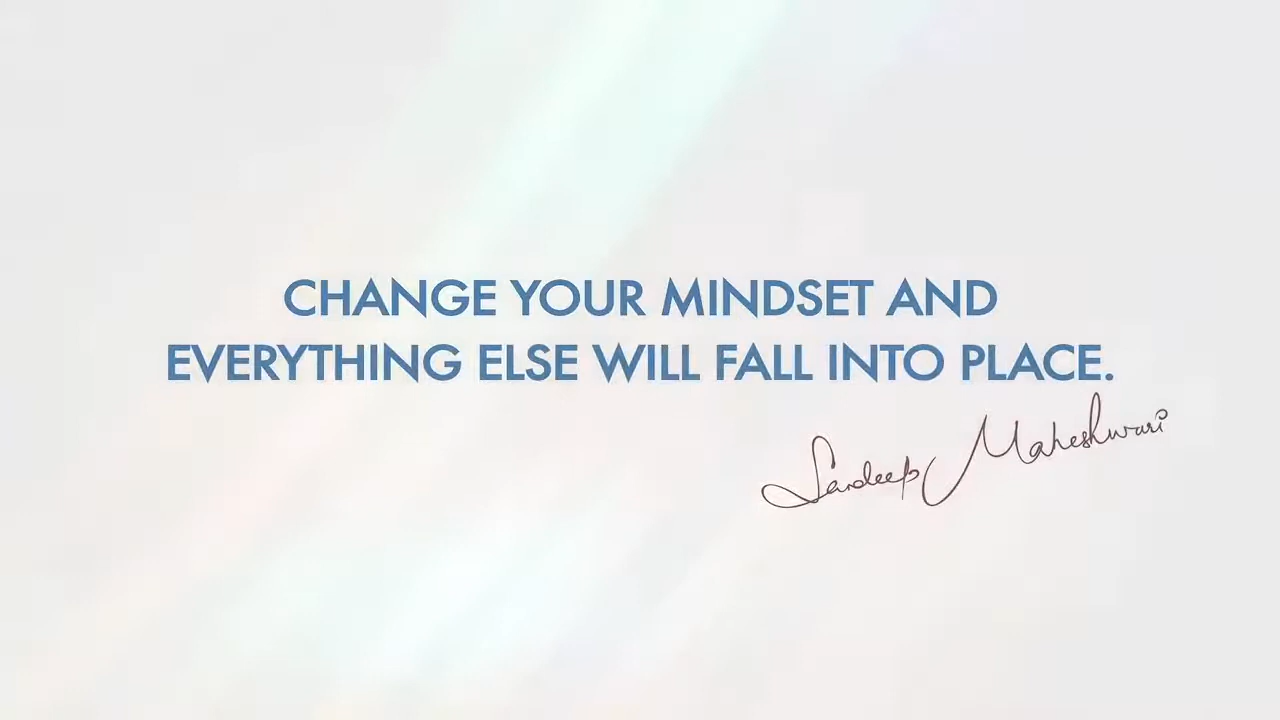 CHANGE YOUR MINDSET AND
EVERYTHING ELSE WILL FALL INTO PLACE.
Sandeep Maheshwari